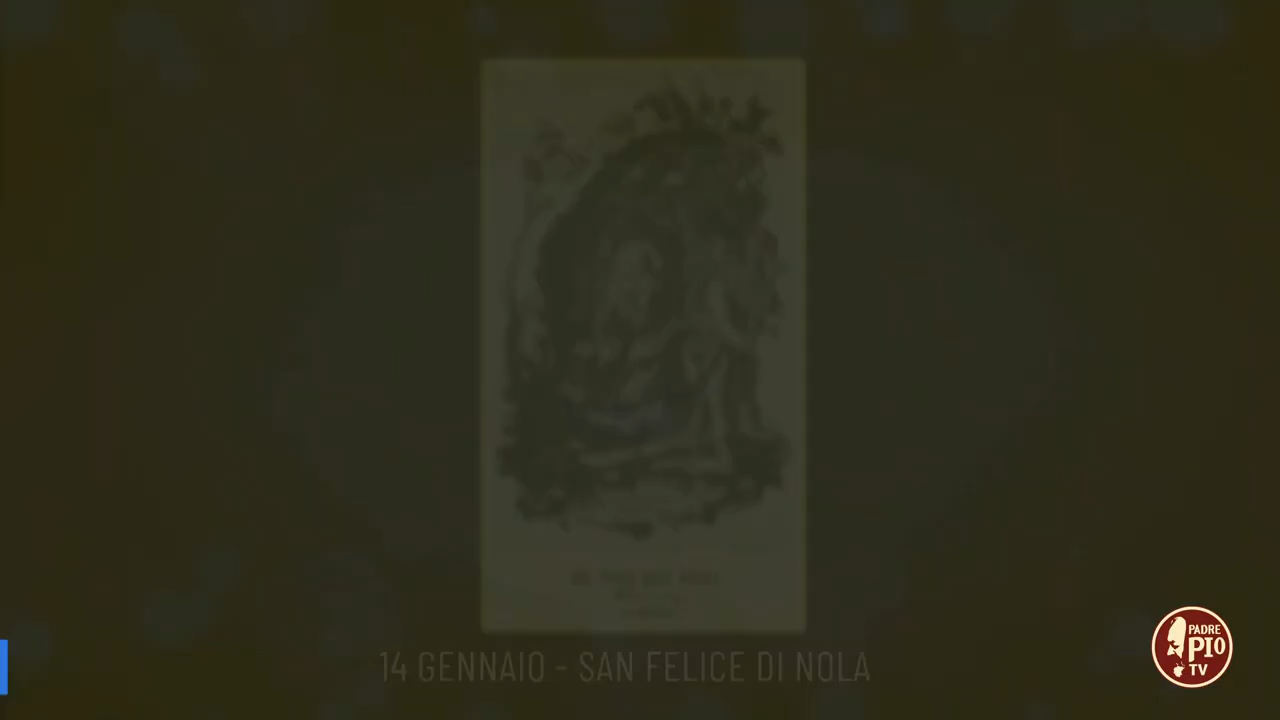 14 GENNAIO - SAN FELICE DI NOLA
PADRE
PIO
TV